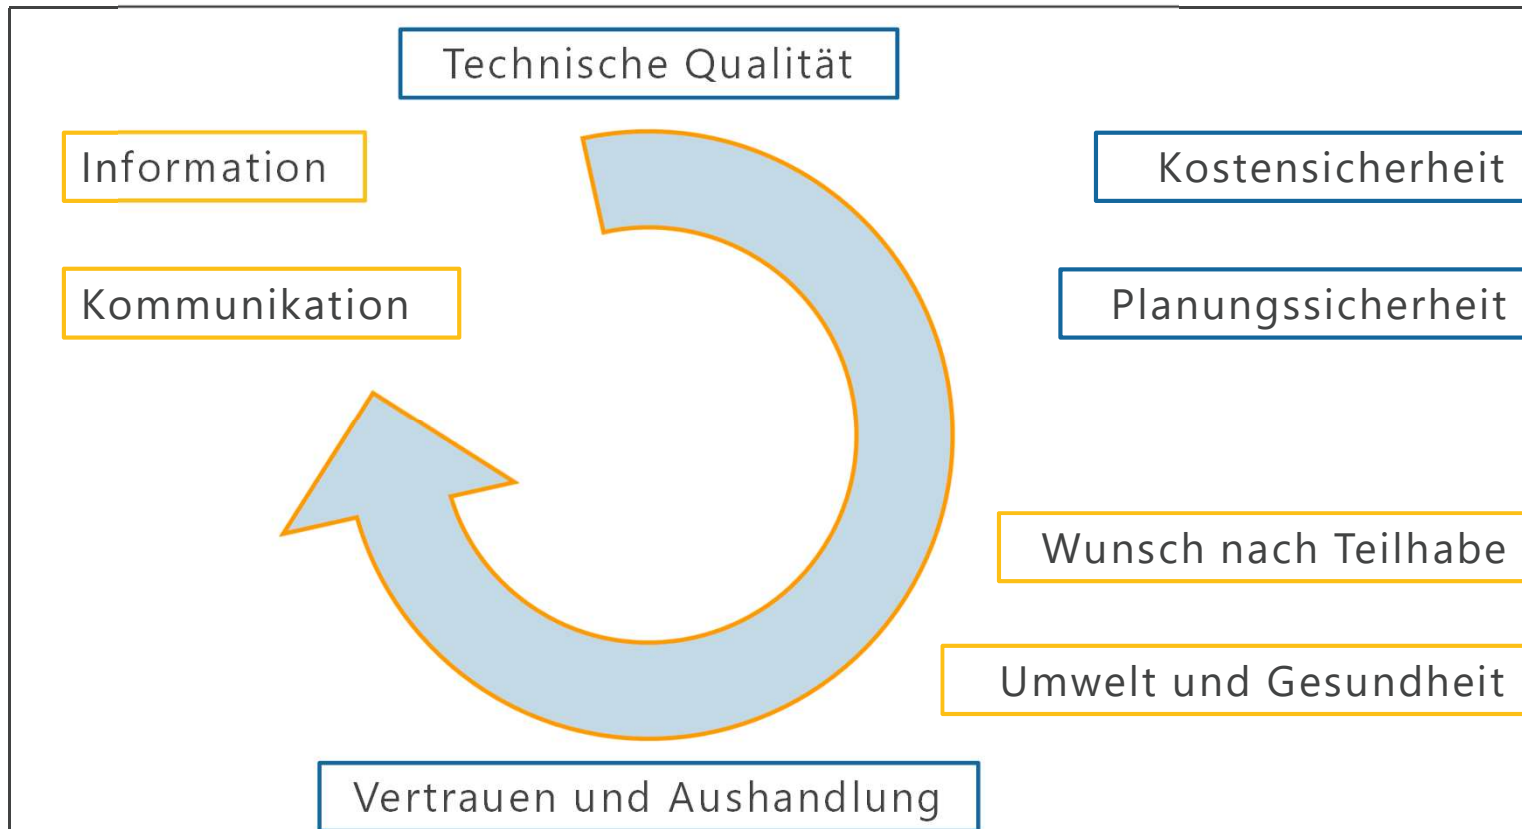 Technische Qualität
Information
Kostensicherheit
Kommunikation
Planungssicherheit
Wunsch nach Teilhabe
Umwelt und Gesundheit
Vertrauen und Aushandlung